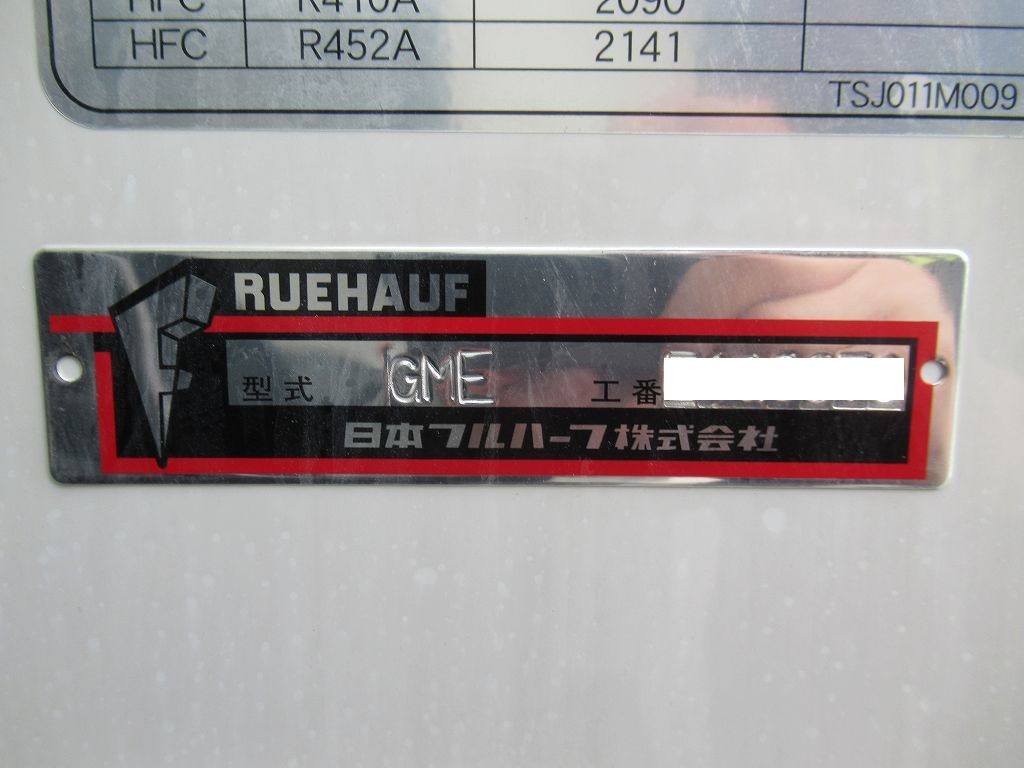 HFC R410A 2090
HFC R452A 2141
TSJ011M009
FRUEHAUF
型式 GME 工番
日本フルハーフ株式会社